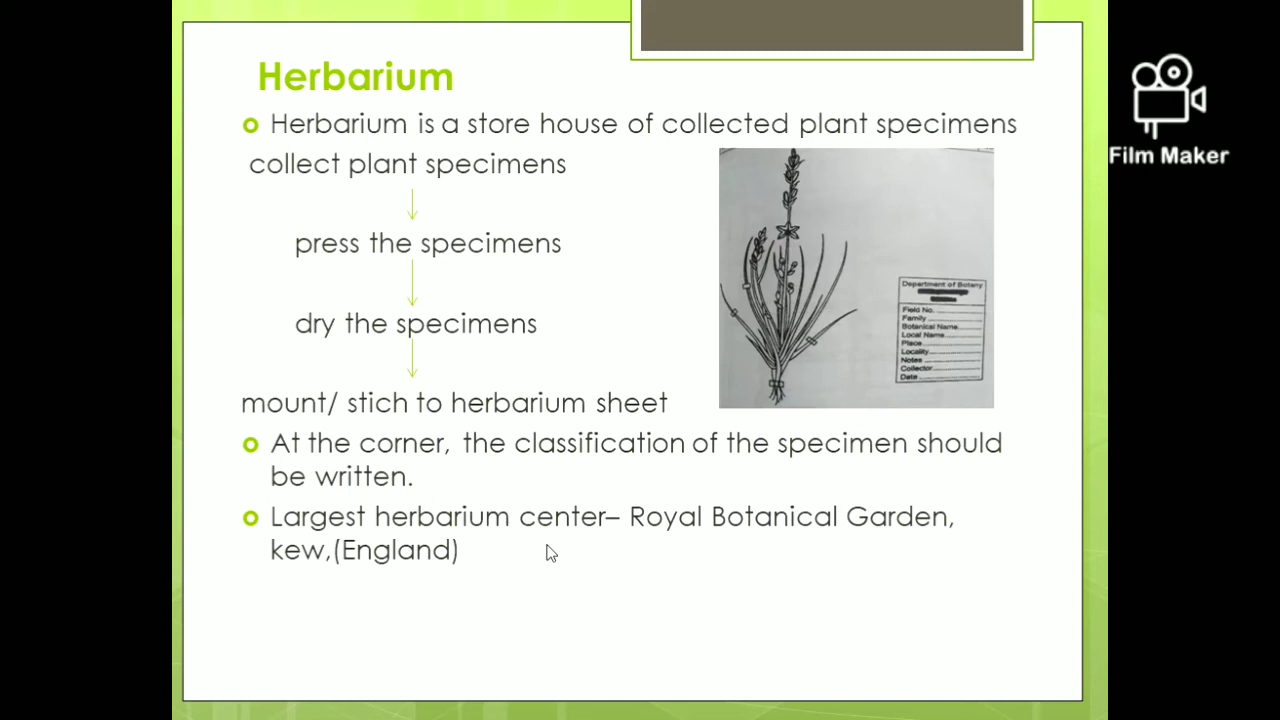 Herbarium
Herbarium is a store house of collected plant specimens
collect plant specimens
press the specimens
dry the specimens
mount/ stich to herbarium sheet
At the corner, the classification of the specimen should
be written.
Largest herbarium center– Royal Botanical Garden,
kew,(England)
Department of Botany
Field No.
Family
Botanical Name
Local Name
Place
Locality
Notes
Collector
Date
Film Maker